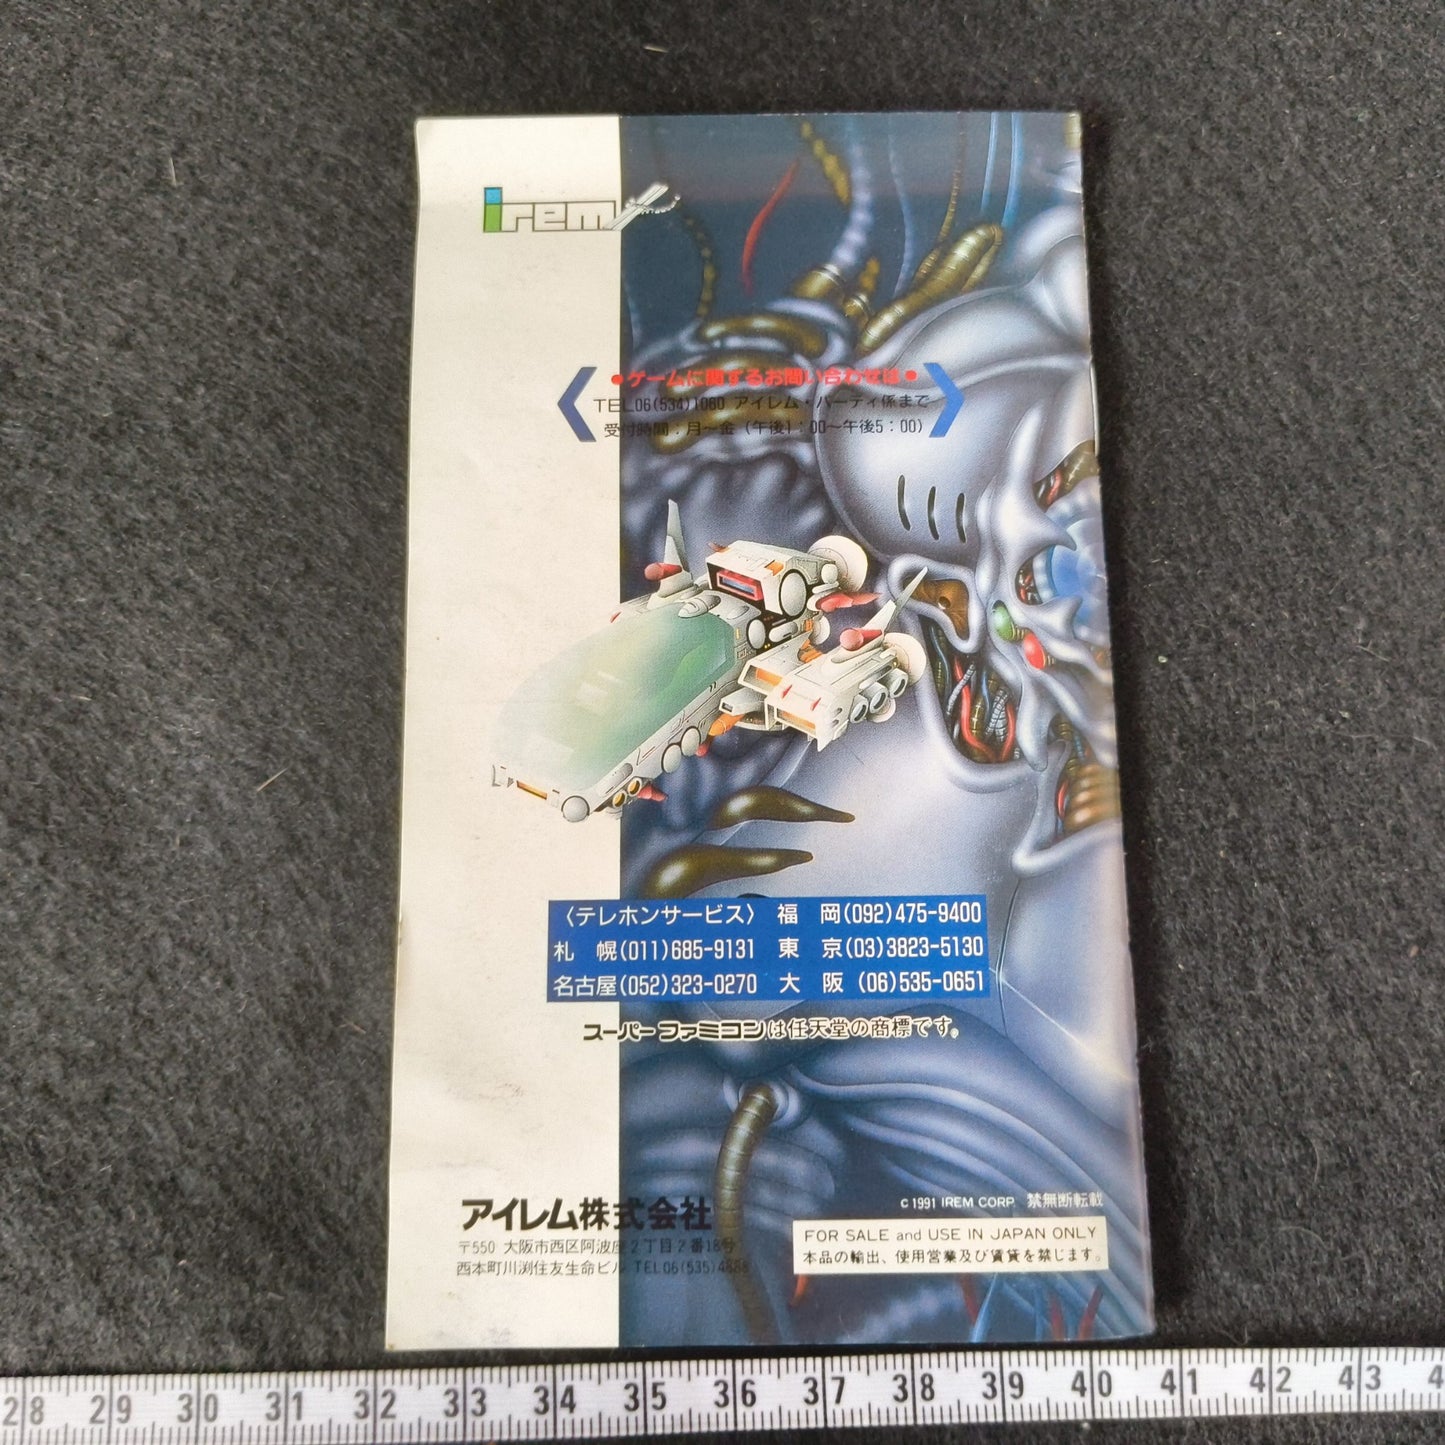 irem
●ゲームに関するお問い合わせは●
TEL06(534)1080 アイレム・パーティ係まで
受付時間：月〜金（午後1：00〜午後5：00）
〈テレホンサービス〉 福　岡(092)475-9400
札　幌(011)685-9131 東　京(03)3823-5130
名古屋(052)323-0270 大　阪 (06)535-0651
スーパーファミコンは任天堂の商標です。
アイレム株式会社
〒550 大阪市西区阿波座2丁目2番18号
西本町川渕住友生命ビル TEL06(535)4888
©1991 IREM CORP. 禁無断転載
FOR SALE and USE IN JAPAN ONLY
本品の輸出、使用営業及び賃貸を禁じます。
28 29 30 31 32 33 34 35 36 37 38 39 40 41 42 43